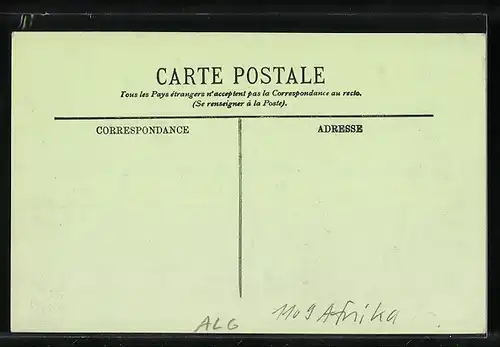 CARTE POSTALE
Tous les Pays étrangers n'acceptent pas la Correspondance au recto.
(Se renseigner à la Poste).
CORRESPONDANCE
ADRESSE
ALG
1109 Afrika